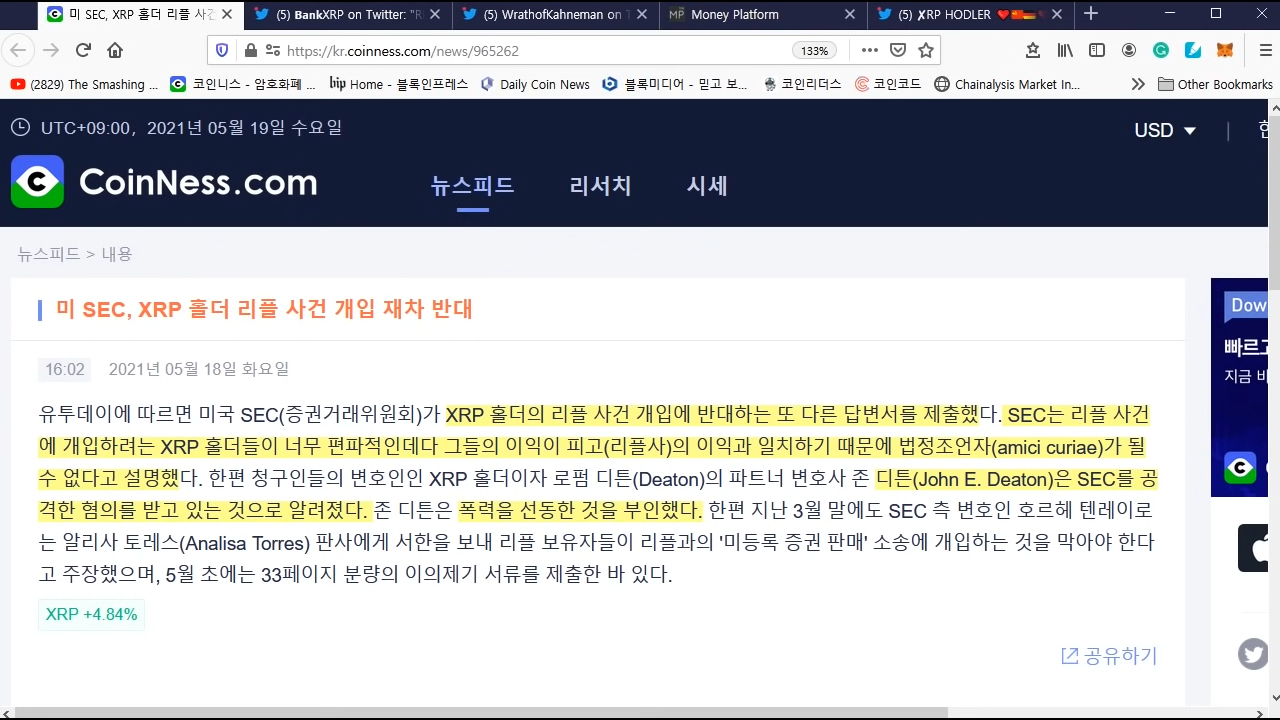 미 SEC, XRP 홀더 리플 사건
(5) BankXRP on Twitter: "R
(5) WrathofKahneman on T
MP Money Platform
(5) XRP HODLER
https://kr.coinness.com/news/965262
133%
(2829) The Smashing ...
코인니스 - 암호화폐 ...
bip Home - 블록인프레스
Daily Coin News
블록미디어 - 믿고 보...
코인리더스
코인코드
Chainalysis Market In...
Other Bookmarks
UTC+09:00, 2021년 05월 19일 수요일
USD
CoinNess.com
뉴스피드
리서치
시세
뉴스피드 > 내용
미 SEC, XRP 홀더 리플 사건 개입 재차 반대
16:02 2021년 05월 18일 화요일
유투데이에 따르면 미국 SEC(증권거래위원회)가 XRP 홀더의 리플 사건 개입에 반대하는 또 다른 답변서를 제출했다. SEC는 리플 사건
에 개입하려는 XRP 홀더들이 너무 편파적인데다 그들의 이익이 피고(리플사)의 이익과 일치하기 때문에 법정조언자(amici curiae)가 될
수 없다고 설명했다. 한편 청구인들의 변호인인 XRP 홀더이자 로펌 디튼(Deaton)의 파트너 변호사 존 디튼(John E. Deaton)은 SEC를 공
격한 혐의를 받고 있는 것으로 알려졌다. 존 디튼은 폭력을 선동한 것을 부인했다. 한편 지난 3월 말에도 SEC 측 변호인 호르헤 텐레이로
는 알리사 토레스(Analisa Torres) 판사에게 서한을 보내 리플 보유자들이 리플과의 '미등록 증권 판매' 소송에 개입하는 것을 막아야 한다
고 주장했으며, 5월 초에는 33페이지 분량의 이의제기 서류를 제출한 바 있다.
XRP +4.84%
공유하기
Dow
빠르고
지금 바